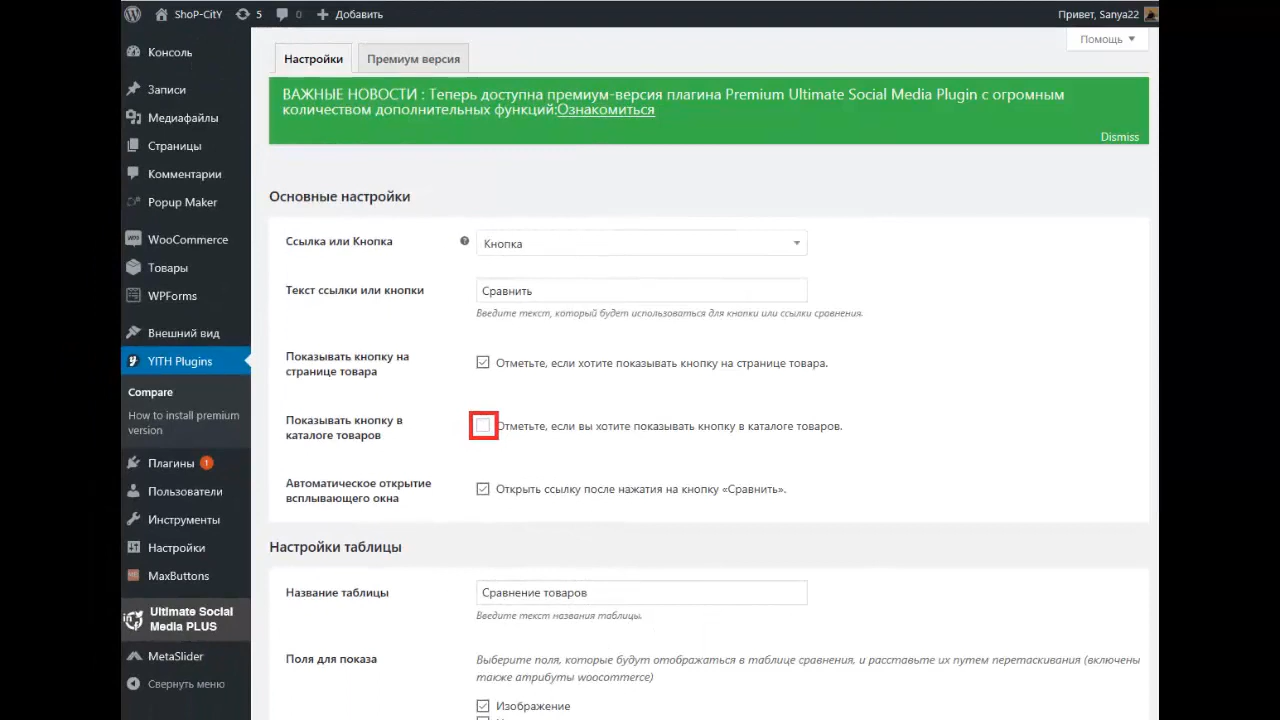 ShoP-CitY 5 0 Добавить Привет, Sanya22
Помощь
Консоль
Записи
Медиафайлы
Страницы
Комментарии
Popup Maker
WooCommerce
Товары
WPForms
Внешний вид
YITH Plugins
Compare
How to install premium
version
Плагины 1
Пользователи
Инструменты
Настройки
MaxButtons
Ultimate Social
Media PLUS
MetaSlider
Свернуть меню
Настройки Премиум версия
ВАЖНЫЕ НОВОСТИ : Теперь доступна премиум-версия плагина Premium Ultimate Social Media Plugin с огромным
количеством дополнительных функций:Ознакомиться
Dismiss
Основные настройки
Ссылка или Кнопка Кнопка
Текст ссылки или кнопки Сравнить
Введите текст, который будет использоваться для кнопки или ссылки сравнения.
Показывать кнопку на
странице товара
Отметьте, если хотите показывать кнопку на странице товара.
Показывать кнопку в
каталоге товаров
Отметьте, если вы хотите показывать кнопку в каталоге товаров.
Автоматическое открытие
всплывающего окна
Открыть ссылку после нажатия на кнопку «Сравнить».
Настройки таблицы
Название таблицы Сравнение товаров
Введите текст названия таблицы.
Поля для показа
Выберите поля, которые будут отображаться в таблице сравнения, и расставьте их путем перетаскивания (включены
также атрибуты woocommerce)
Изображение